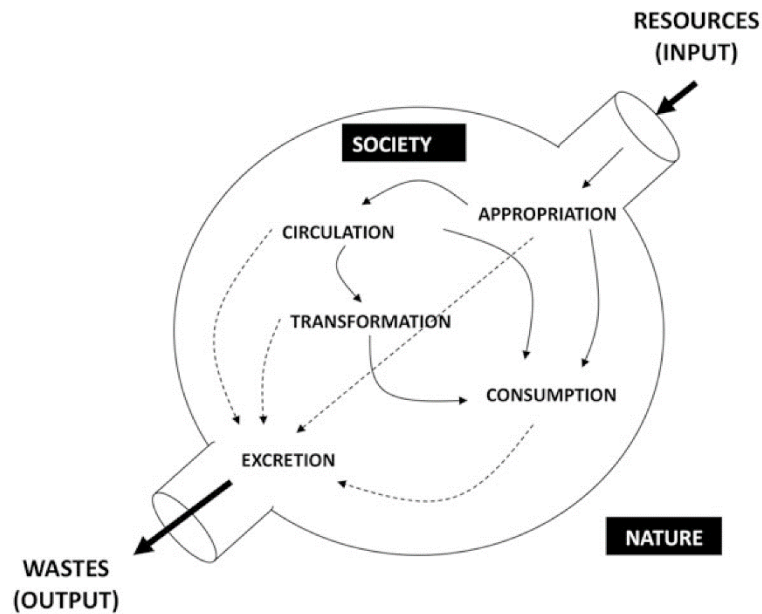 RESOURCES
(INPUT)
SOCIETY
APPROPRIATION
CIRCULATION
TRANSFORMATION
CONSUMPTION
EXCRETION
NATURE
WASTES
(OUTPUT)